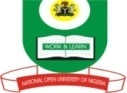 WORK & LEARN
NATIONAL OPEN UNIVERSITY OF NIGERIA